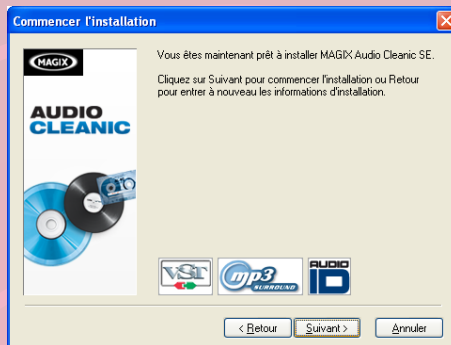 Commencer l'installation
MAGIX
AUDIO
CLEANIC
Vous êtes maintenant prêt à installer MAGIX Audio Cleanic SE.
Cliquez sur Suivant pour commencer l'installation ou Retour
pour entrer à nouveau les informations d'installation.
VST
mp3
SURROUND
AUDIO
ID
< Retour
Suivant >
Annuler